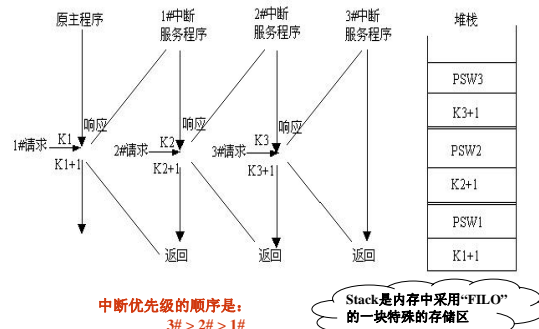 原主程序
1#中断
服务程序
2#中断
服务程序
3#中断
服务程序
堆栈
PSW3
K3+1
PSW2
K2+1
PSW1
K1+1
响应
响应
响应
1#请求
K1
K1+1
2#请求
K2
K2+1
3#请求
K3
K3+1
返回
返回
返回
中断优先级的顺序是：
3# > 2# > 1#
Stack是内存中采用“FILO”
的一块特殊的存储区